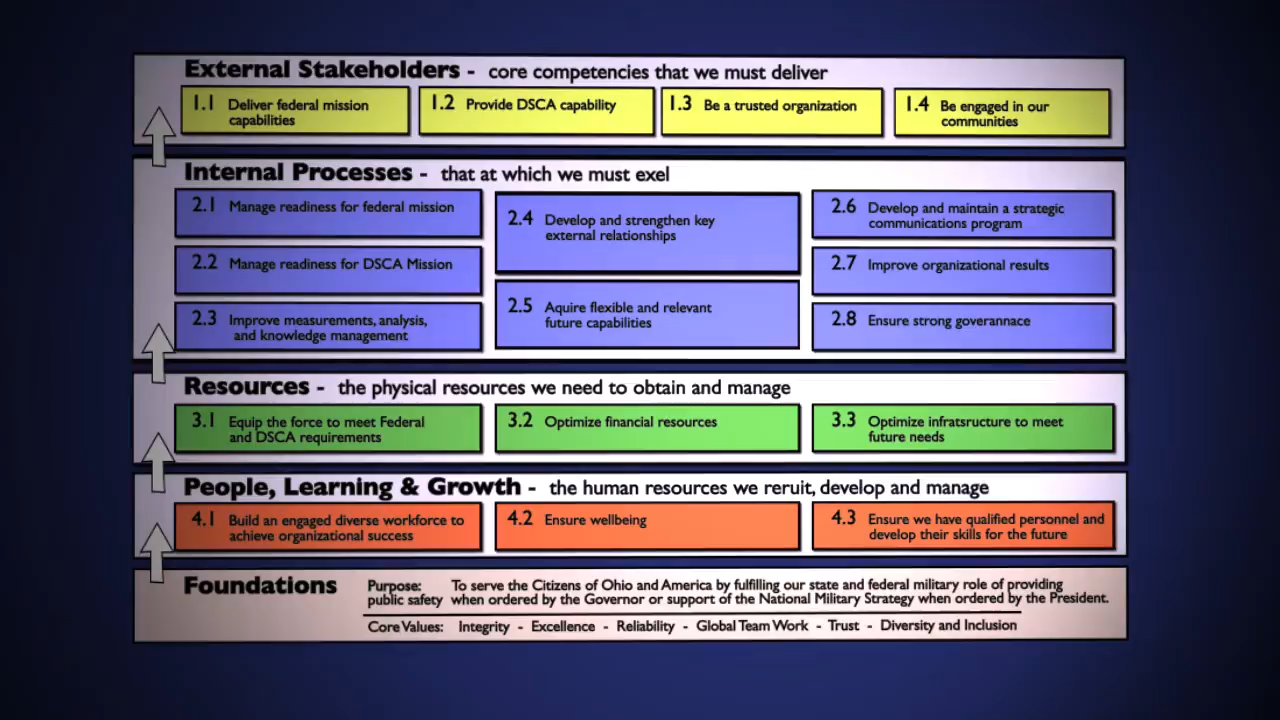 External Stakeholders - core competencies that we must deliver
1.1 Deliver federal mission
capabilities
1.2 Provide DSCA capability
1.3 Be a trusted organization
1.4 Be engaged in our
communities
Internal Processes - that at which we must exel
2.1 Manage readiness for federal mission
2.2 Manage readiness for DSCA Mission
2.3 Improve measurements, analysis,
and knowledge management
2.4 Develop and strengthen key
external relationships
2.5 Aquire flexible and relevant
future capabilities
2.6 Develop and maintain a strategic
communications program
2.7 Improve organizational results
2.8 Ensure strong goverannace
Resources - the physical resources we need to obtain and manage
3.1 Equip the force to meet Federal
and DSCA requirements
3.2 Optimize financial resources
3.3 Optimize infratsructure to meet
future needs
People, Learning & Growth - the human resources we reruit, develop and manage
4.1 Build an engaged diverse workforce to
achieve organizational success
4.2 Ensure wellbeing
4.3 Ensure we have qualified personnel and
develop their skills for the future
Foundations
Purpose: To serve the Citizens of Ohio and America by fulfilling our state and federal military role of providing
public safety when ordered by the Governor or support of the National Military Strategy when ordered by the President.
Core Values: Integrity - Excellence - Reliability - Global Team Work - Trust - Diversity and Inclusion